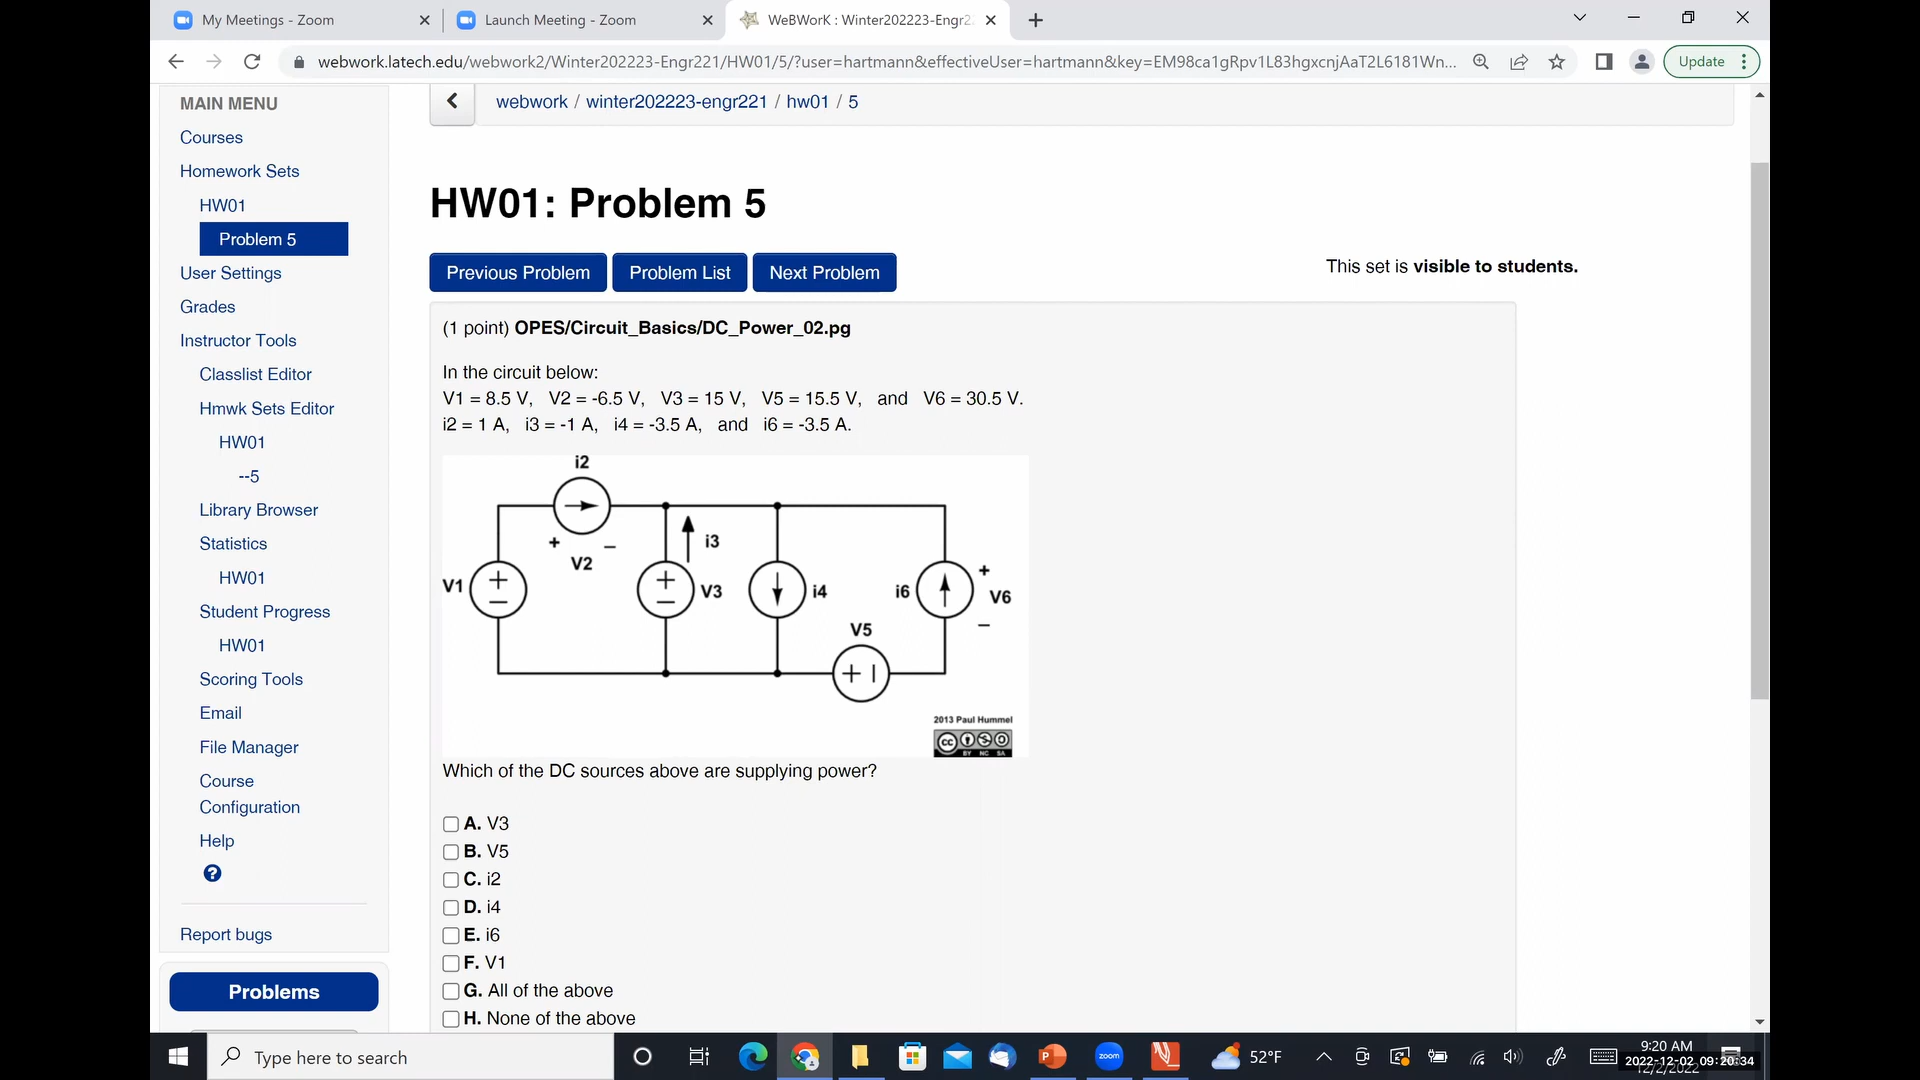 My Meetings - Zoom
Launch Meeting - Zoom
WeBWorK : Winter202223-Engr2
webwork.latech.edu/webwork2/Winter202223-Engr221/HW01/5/?user=hartmann&effectiveUser=hartmann&key=EM98ca1gRpv1L83hgxcnjAaT2L6181Wn...
Update
MAIN MENU
Courses
Homework Sets
HW01
Problem 5
User Settings
Grades
Instructor Tools
Classlist Editor
Hmwk Sets Editor
HW01
--5
Library Browser
Statistics
HW01
Student Progress
HW01
Scoring Tools
Email
File Manager
Course
Configuration
Help
?
Report bugs
Problems
webwork / winter202223-engr221 / hw01 / 5
HW01: Problem 5
Previous Problem
Problem List
Next Problem
This set is visible to students.
(1 point) OPES/Circuit_Basics/DC_Power_02.pg
In the circuit below:
V1 = 8.5 V, V2 = -6.5 V, V3 = 15 V, V5 = 15.5 V, and V6 = 30.5 V.
i2 = 1 A, i3 = -1 A, i4 = -3.5 A, and i6 = -3.5 A.
i2
+ −
V2
i3
V1
+
−
+
−
V3
i4
i6
+
V6
−
V5
+ |
2013 Paul Hummel
cc
BY NC SA
Which of the DC sources above are supplying power?
A. V3
B. V5
C. i2
D. i4
E. i6
F. V1
G. All of the above
H. None of the above
Type here to search
zoom
52°F
9:20 AM
2022-12-02 09:20:34
12/2/2022